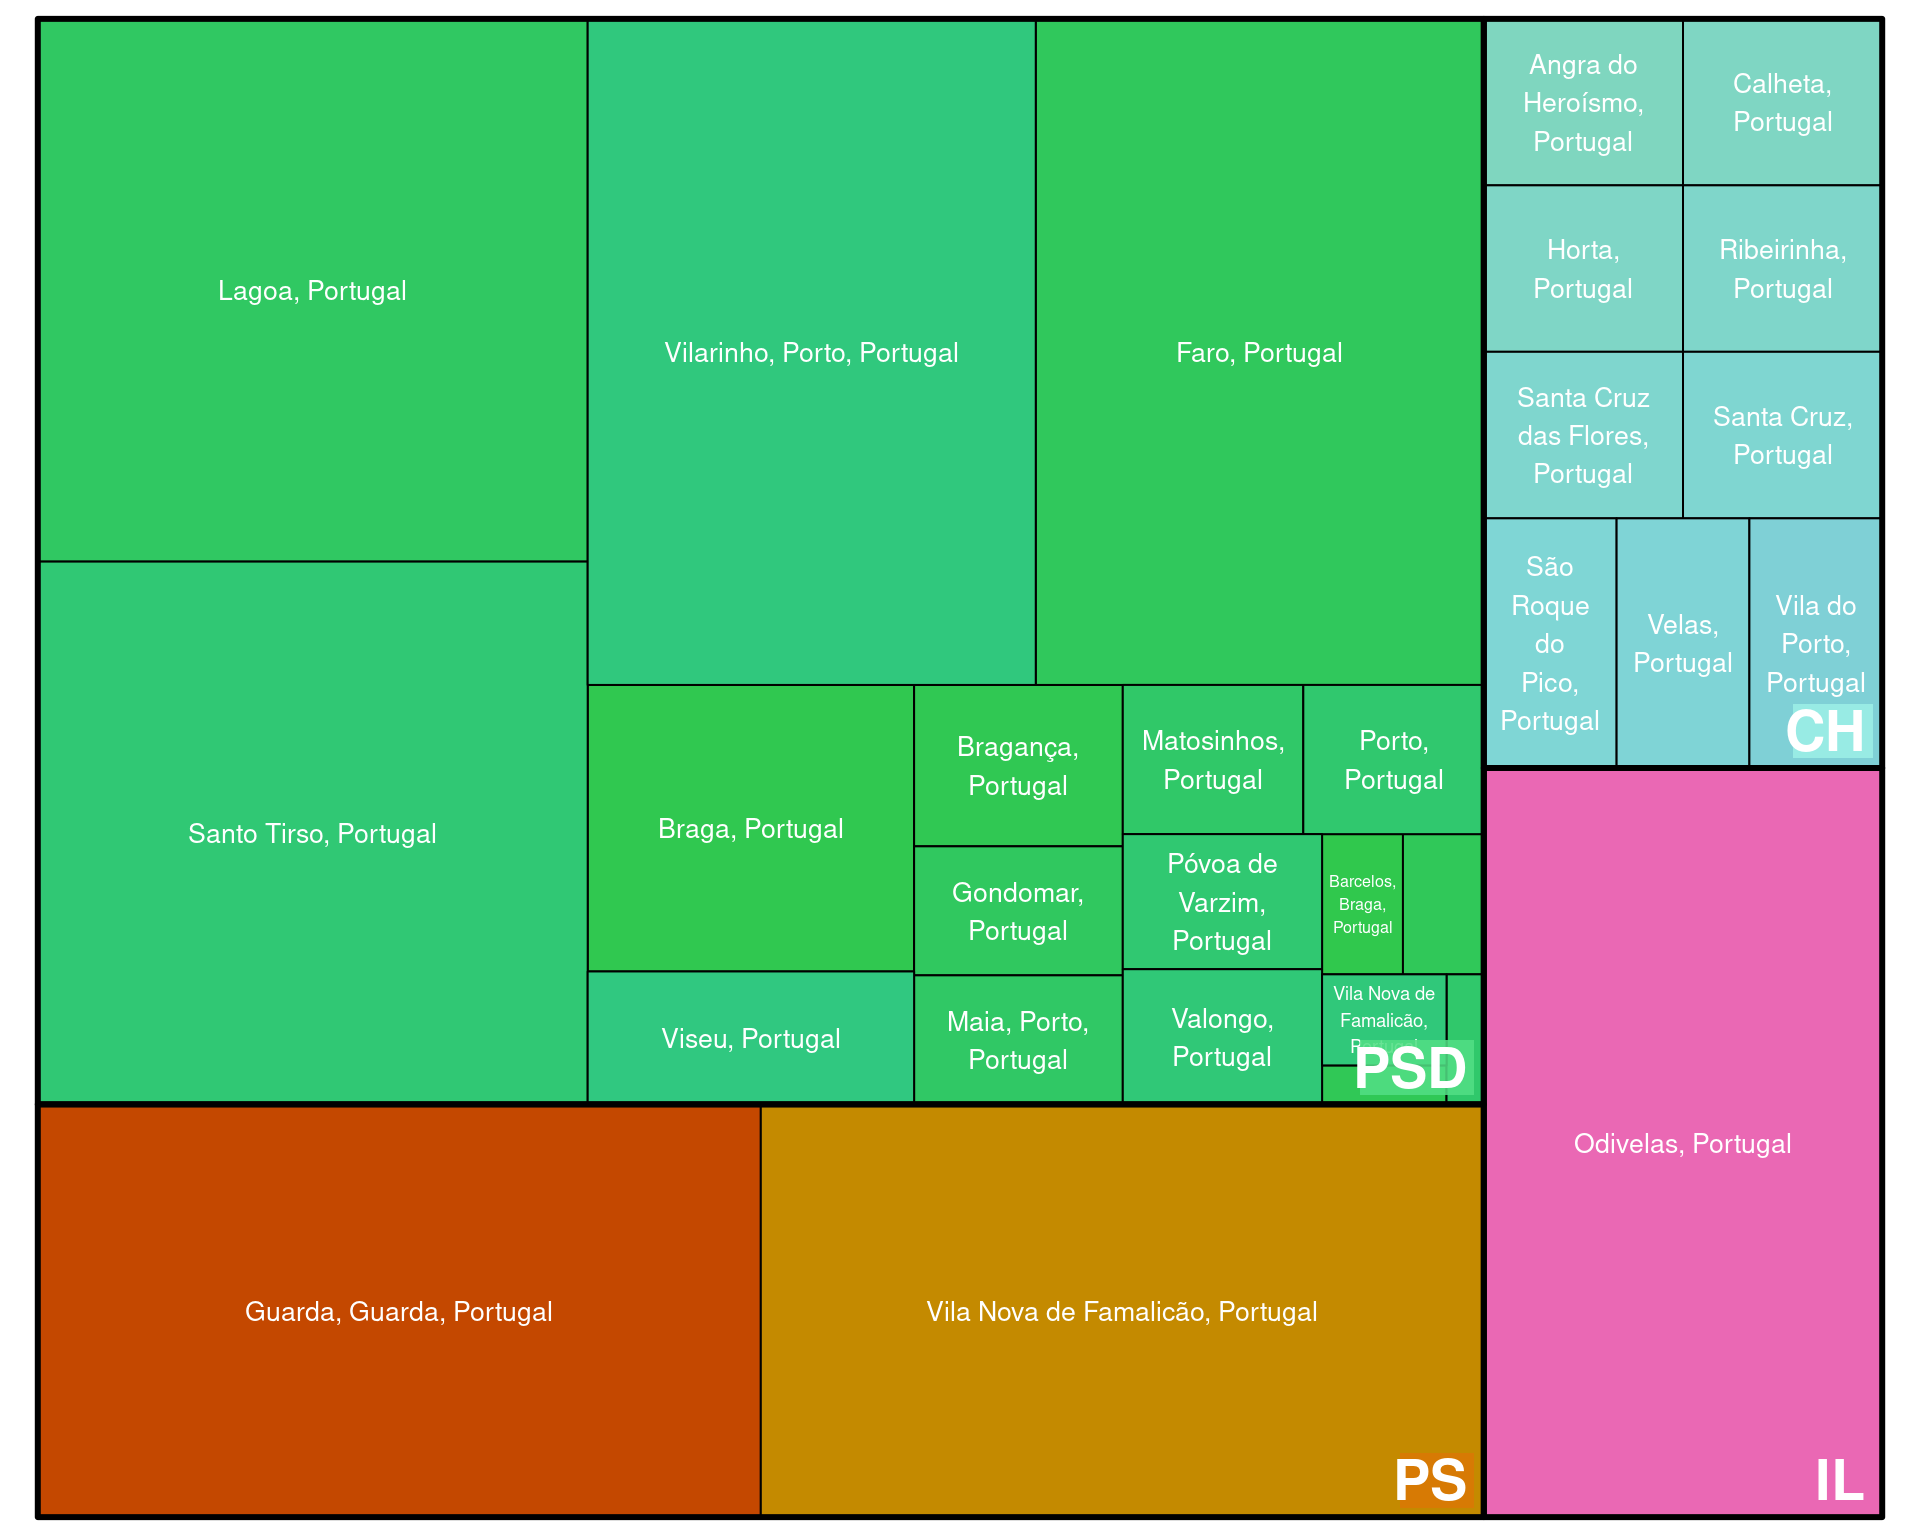 Lagoa, Portugal
Santo Tirso, Portugal
Vilarinho, Porto, Portugal
Faro, Portugal
Braga, Portugal
Viseu, Portugal
Bragança,
Portugal
Gondomar,
Portugal
Maia, Porto,
Portugal
Matosinhos,
Portugal
Porto,
Portugal
Póvoa de
Varzim,
Portugal
Valongo,
Portugal
Barcelos,
Braga,
Portugal
Vila Nova de
Famalicão,
Portugal
PSD
Guarda, Guarda, Portugal
Vila Nova de Famalicão, Portugal
PS
Angra do
Heroísmo,
Portugal
Calheta,
Portugal
Horta,
Portugal
Ribeirinha,
Portugal
Santa Cruz
das Flores,
Portugal
Santa Cruz,
Portugal
São
Roque
do
Pico,
Portugal
Velas,
Portugal
Vila do
Porto,
Portugal
CH
Odivelas, Portugal
IL